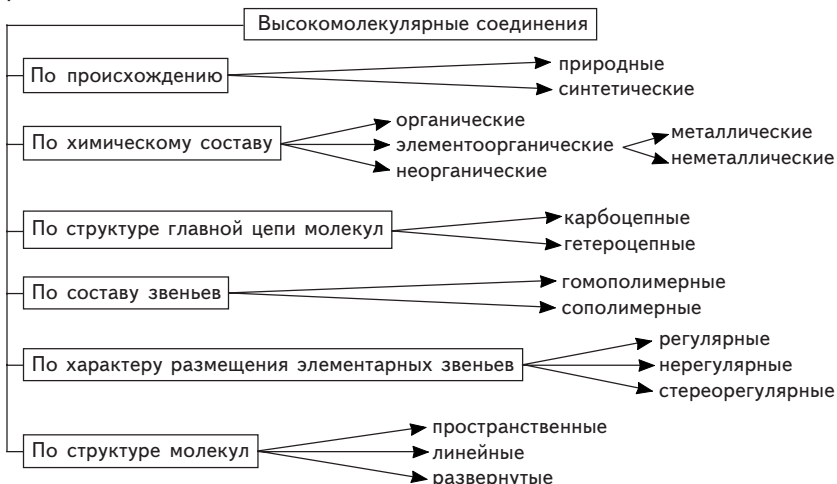 Высокомолекулярные соединения
По происхождению
природные
синтетические
По химическому составу
органические
элементоорганические
неорганические
металлические
неметаллические
По структуре главной цепи молекул
карбоцепные
гетероцепные
По составу звеньев
гомополимерные
сополимерные
По характеру размещения элементарных звеньев
регулярные
нерегулярные
стереорегулярные
По структуре молекул
пространственные
линейные
развернутые